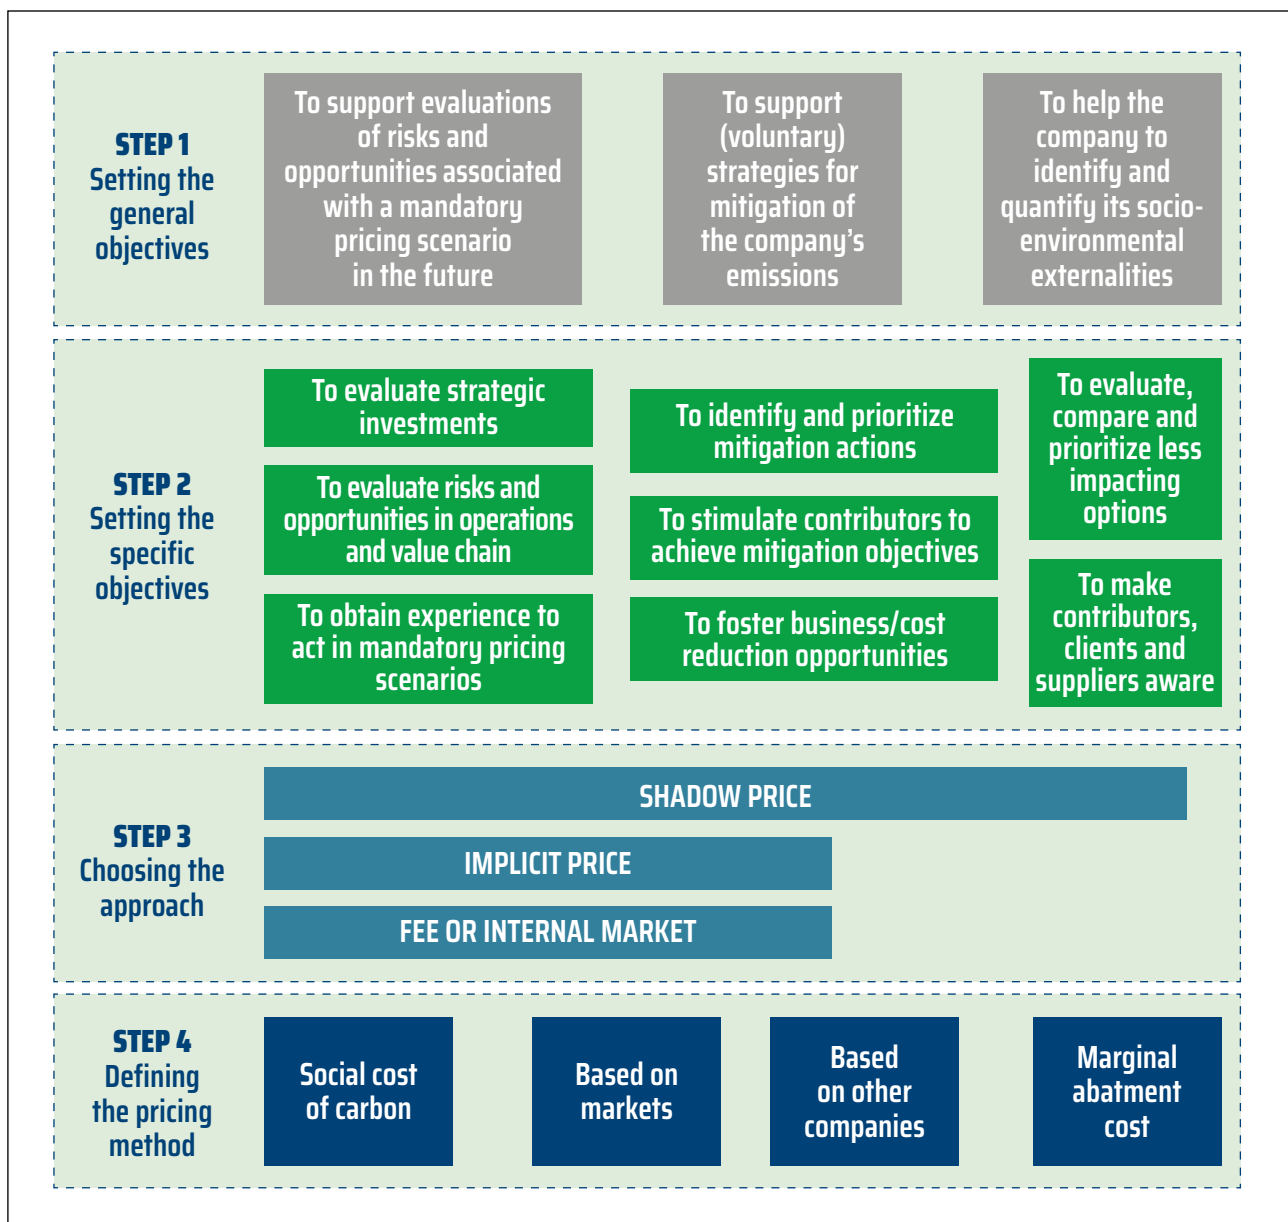 STEP 1
Setting the
general
objectives
To support evaluations
of risks and
opportunities associated
with a mandatory
pricing scenario
in the future
To support
(voluntary)
strategies for
mitigation of
the company's
emissions
To help the
company to
identify and
quantify its socio-
environmental
externalities
STEP 2
Setting the
specific
objectives
To evaluate strategic
investments
To evaluate risks and
opportunities in operations
and value chain
To obtain experience to
act in mandatory pricing
scenarios
To identify and prioritize
mitigation actions
To stimulate contributors to
achieve mitigation objectives
To foster business/cost
reduction opportunities
To evaluate,
compare and
prioritize less
impacting
options
To make
contributors,
clients and
suppliers aware
STEP 3
Choosing the
approach
SHADOW PRICE
IMPLICIT PRICE
FEE OR INTERNAL MARKET
STEP 4
Defining
the pricing
method
Social cost
of carbon
Based on
markets
Based
on other
companies
Marginal
abatment
cost